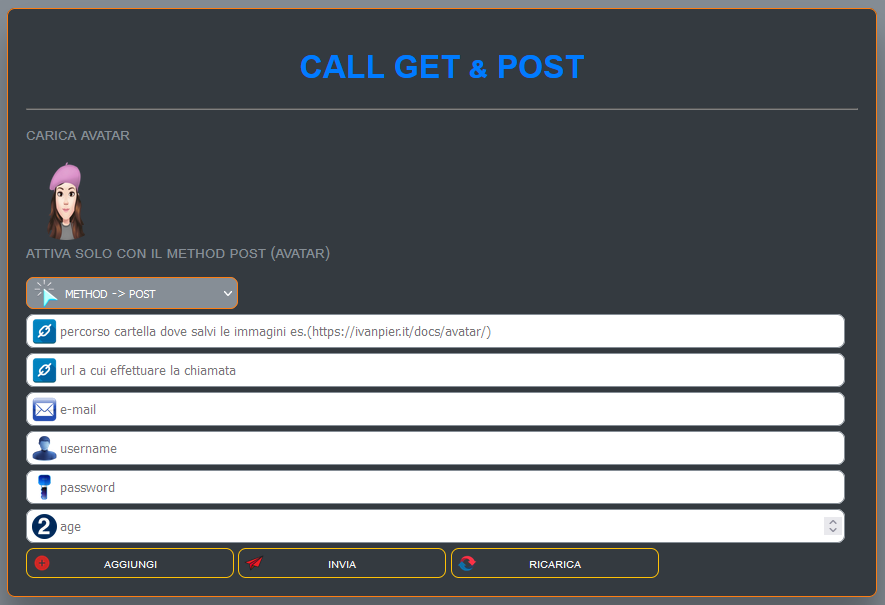 CALL GET & POST
CARICA AVATAR
ATTIVA SOLO CON IL METHOD POST (AVATAR)
METHOD -> POST
percorso cartella dove salvi le immagini es.(https://ivanpier.it/docs/avatar/)
url a cui effettuare la chiamata
e-mail
username
password
2 age
AGGIUNGI INVIA RICARICA